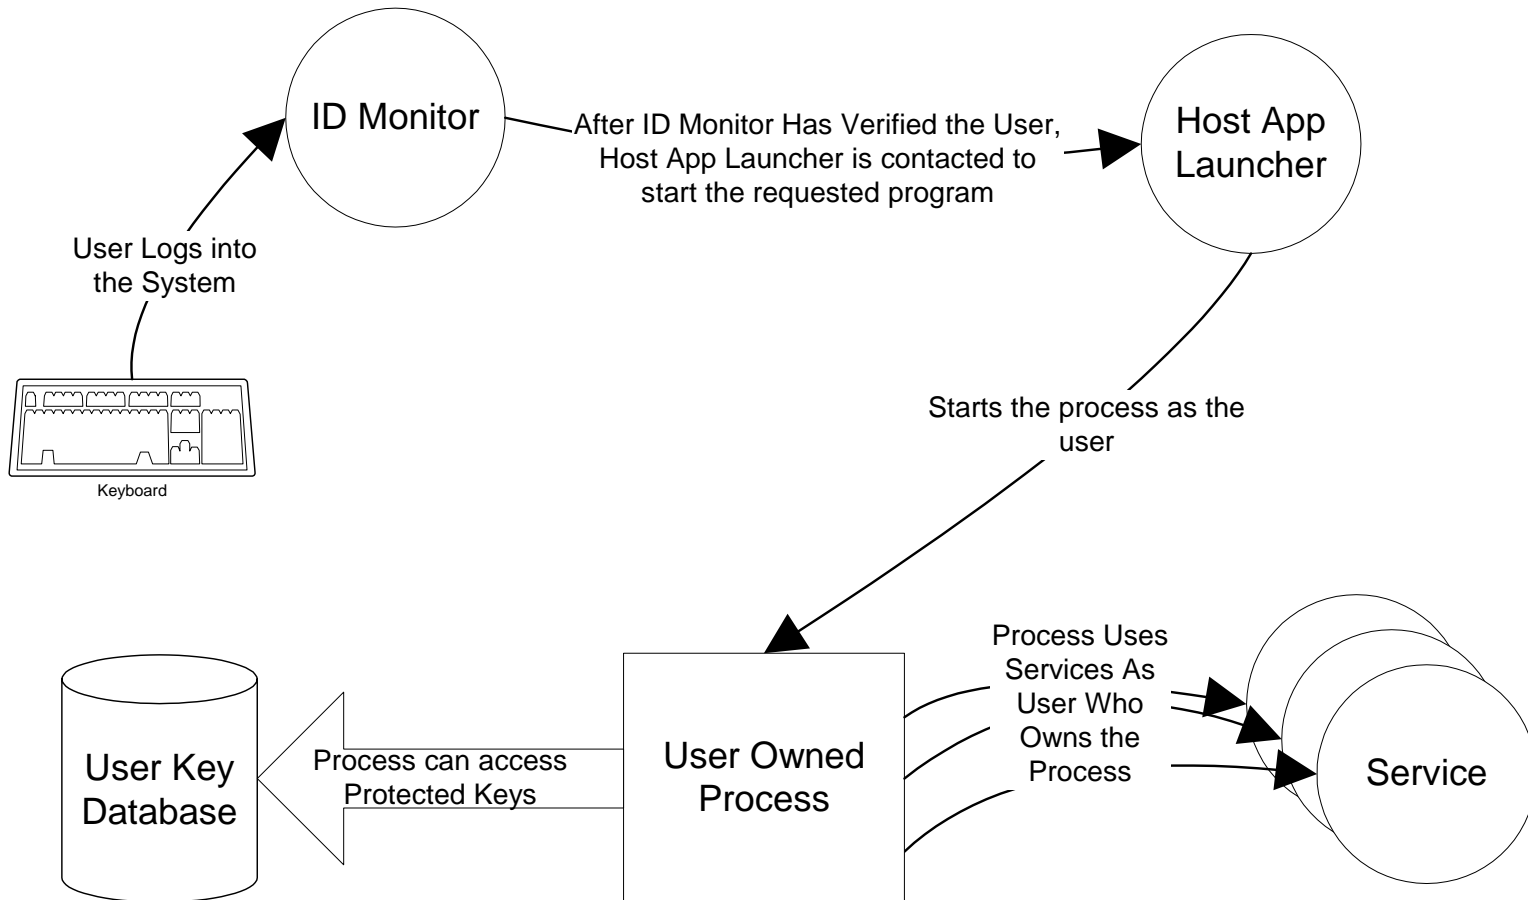 ID Monitor
After ID Monitor Has Verified the User,
Host App Launcher is contacted to
start the requested program
Host App
Launcher
User Logs into
the System
Keyboard
Starts the process as the
user
User Key
Database
Process can access
Protected Keys
User Owned
Process
Process Uses
Services As
User Who
Owns the
Process
Service